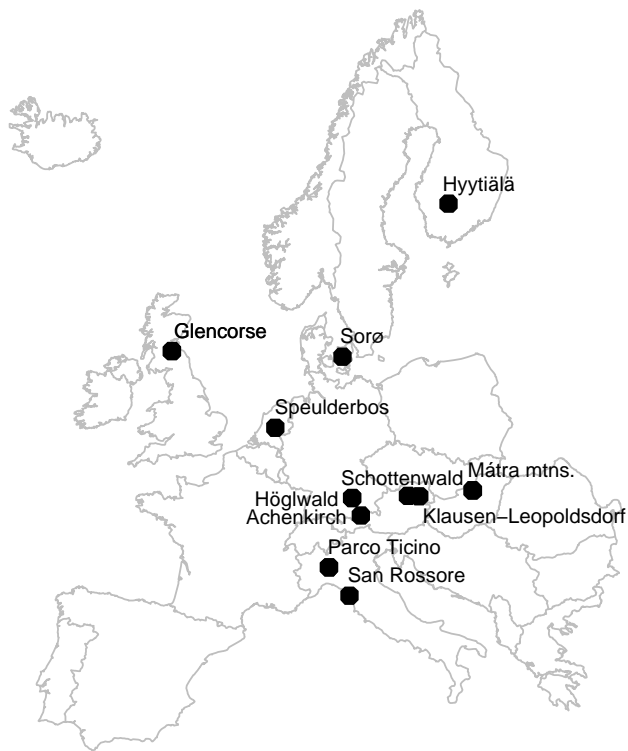 Hyytiälä
Glencorse
Sorø
Speulderbos
Mátra mtns.
Schottenwald
Höglwald
Achenkirch
Klausen–Leopoldsdorf
Parco Ticino
San Rossore